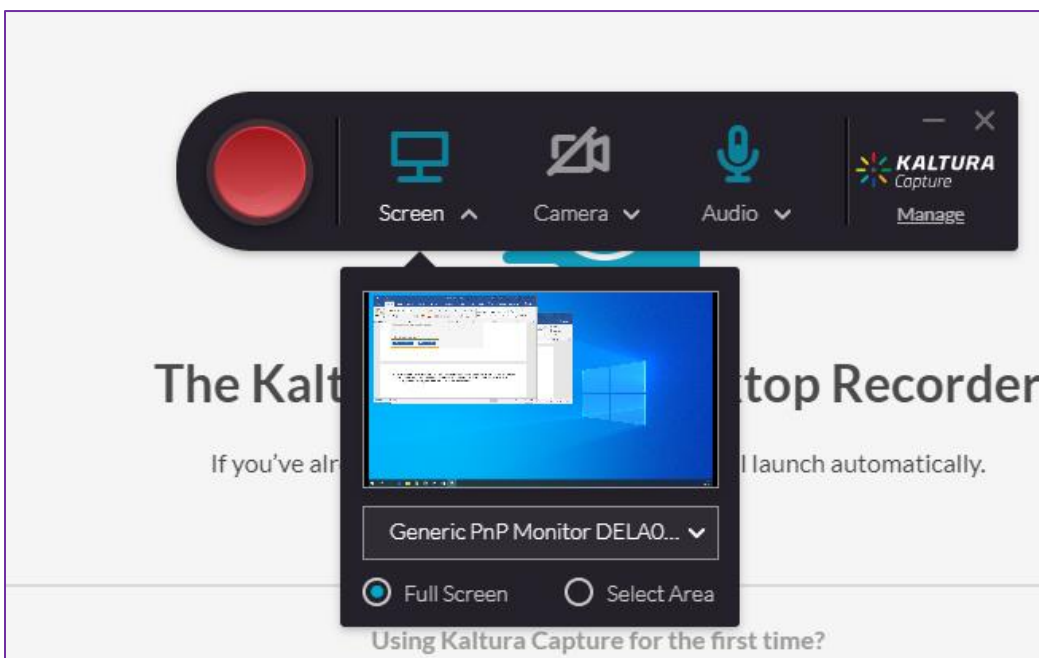 KALTURA
Capture
Screen
Camera
Audio
Manage
The Kalt top Recorder
If you've alr l launch automatically.
Generic PnP Monitor DELA0...
Full Screen
Select Area
Using Kaltura Capture for the first time?